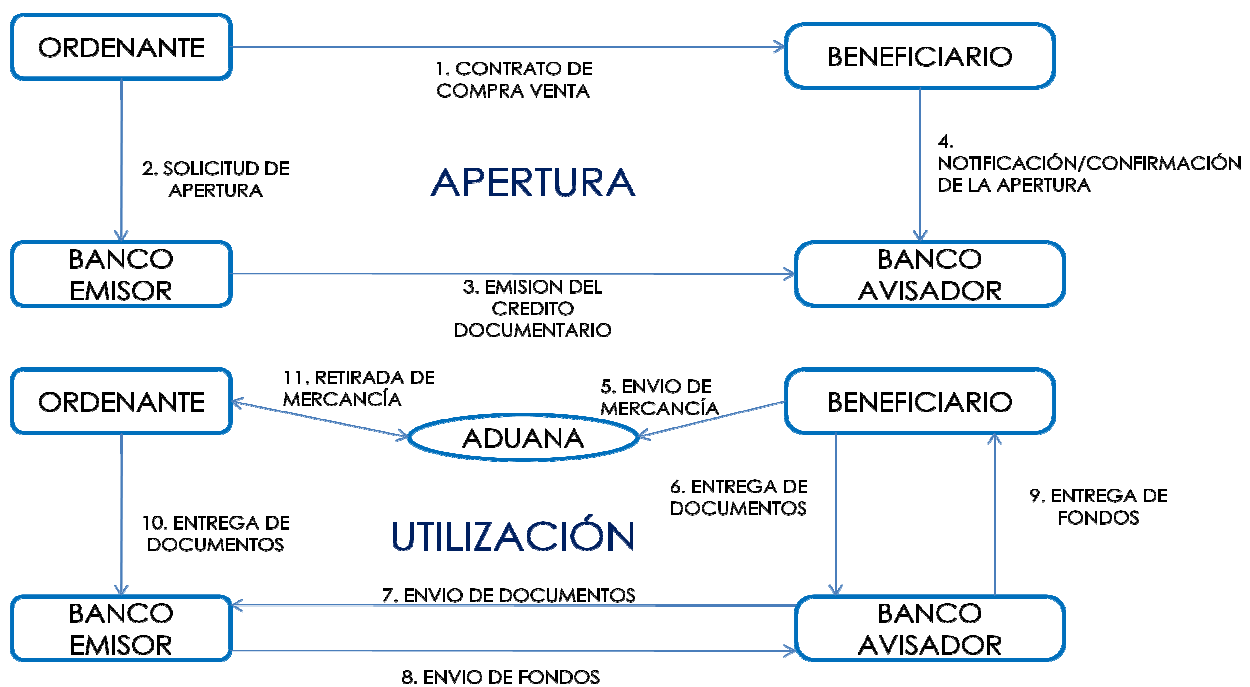 ORDENANTE
BENEFICIARIO
1. CONTRATO DE
COMPRA VENTA
4.
NOTIFICACIÓN/CONFIRMACIÓN
DE LA APERTURA
2. SOLICITUD DE
APERTURA
APERTURA
BANCO
EMISOR
BANCO
AVISADOR
3. EMISION DEL
CREDITO
DOCUMENTARIO
ORDENANTE
11. RETIRADA DE
MERCANCÍA
5. ENVIO DE
MERCANCÍA
BENEFICIARIO
ADUANA
6. ENTREGA DE
DOCUMENTOS
9. ENTREGA DE
FONDOS
10. ENTREGA DE
DOCUMENTOS
UTILIZACIÓN
7. ENVIO DE DOCUMENTOS
BANCO
EMISOR
BANCO
AVISADOR
8. ENVIO DE FONDOS